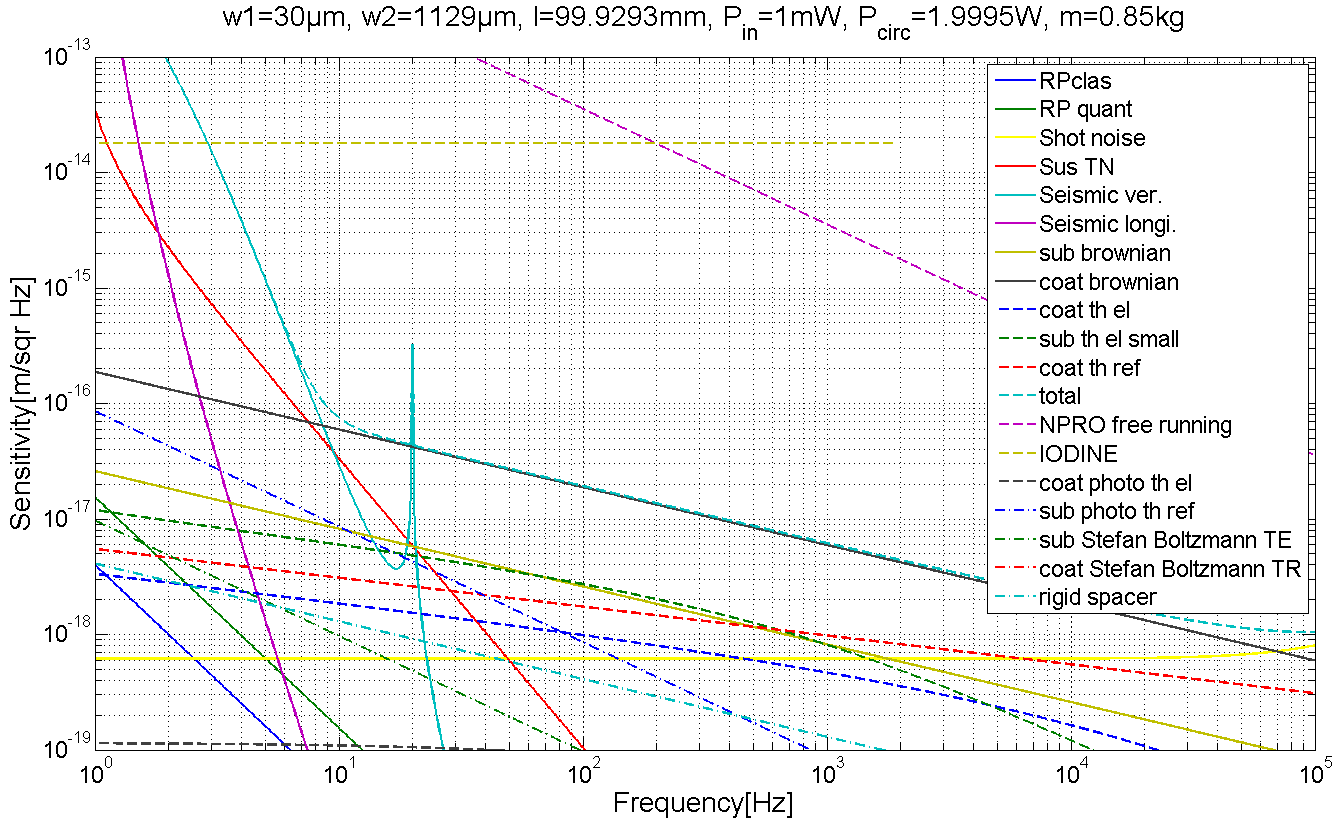 w1=30µm, w2=1129µm, l=99.9293mm, P_in=1mW, P_circ=1.9995W, m=0.85kg
10^-13
10^-14
10^-15
10^-16
10^-17
10^-18
10^-19
Sensitivity[m/sqr Hz]
RPclas
RP quant
Shot noise
Sus TN
Seismic ver.
Seismic longi.
sub brownian
coat brownian
coat th el
sub th el small
coat th ref
total
NPRO free running
IODINE
coat photo th el
sub photo th ref
sub Stefan Boltzmann TE
coat Stefan Boltzmann TR
rigid spacer
10^0 10^1 10^2 10^3 10^4 10^5
Frequency[Hz]